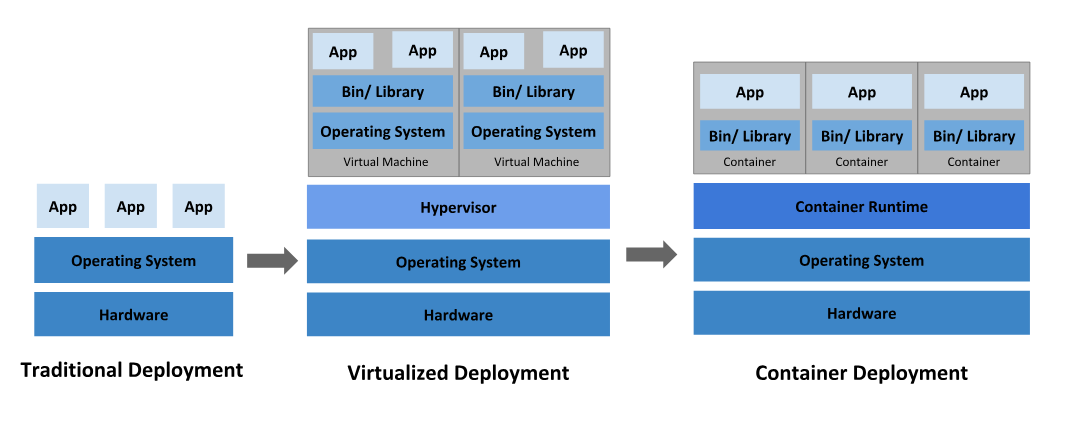 App
App
App
Operating System
Hardware
Traditional Deployment
App
App
Bin/ Library
Operating System
Virtual Machine
App
App
Bin/ Library
Operating System
Virtual Machine
Hypervisor
Operating System
Hardware
Virtualized Deployment
App
Bin/ Library
Container
App
Bin/ Library
Container
App
Bin/ Library
Container
Container Runtime
Operating System
Hardware
Container Deployment